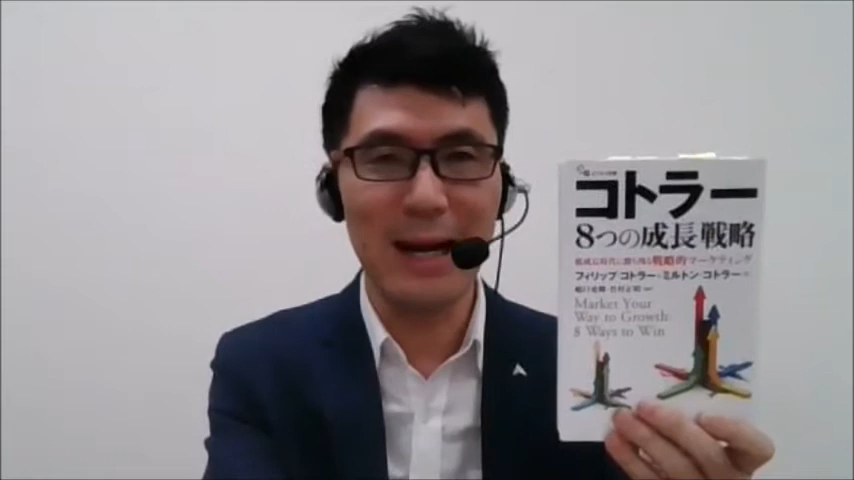 コトラー
8つの成長戦略
低成長時代に勝ち残る戦略的マーケティング
フィリップ・コトラー+ミルトン・コトラー
Market Your
Way to Growth:
8 Ways to Win